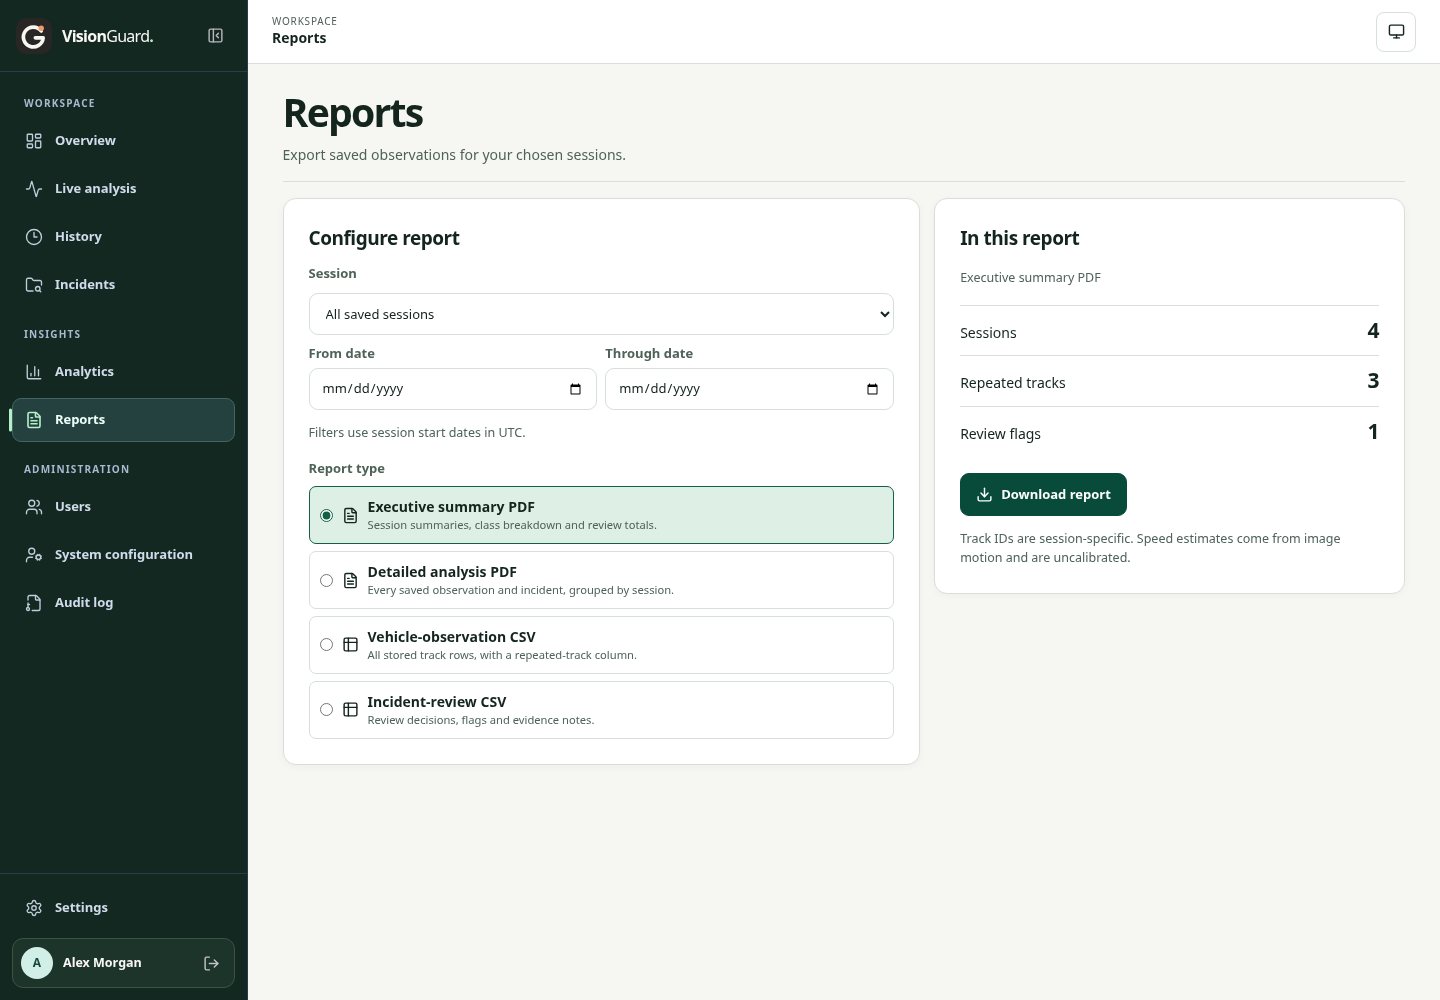 VisionGuard.
WORKSPACE
Overview
Live analysis
History
Incidents
INSIGHTS
Analytics
Reports
ADMINISTRATION
Users
System configuration
Audit log
Settings
A
Alex Morgan
WORKSPACE
Reports
Reports
Export saved observations for your chosen sessions.
Configure report
Session
All saved sessions
From date
Through date
mm/dd/yyyy
mm/dd/yyyy
Filters use session start dates in UTC.
Report type
Executive summary PDF
Session summaries, class breakdown and review totals.
Detailed analysis PDF
Every saved observation and incident, grouped by session.
Vehicle-observation CSV
All stored track rows, with a repeated-track column.
Incident-review CSV
Review decisions, flags and evidence notes.
In this report
Executive summary PDF
Sessions 4
Repeated tracks 3
Review flags 1
Download report
Track IDs are session-specific. Speed estimates come from image
motion and are uncalibrated.